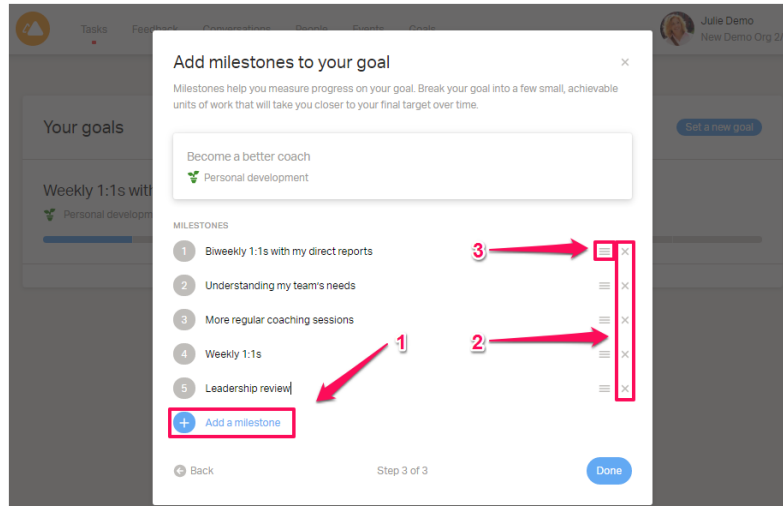 Tasks
Feedback
Conversations
People
Events
Goals
Julie Demo
New Demo Org
Add milestones to your goal
×
Milestones help you measure progress on your goal. Break your goal into a few small, achievable
units of work that will take you closer to your final target over time.
Your goals
Set a new goal
Become a better coach
Personal development
Weekly 1:1s with
Personal
MILESTONES
1 Biweekly 1:1s with my direct reports
3
2 Understanding my team's needs
3 More regular coaching sessions
1
2
4 Weekly 1:1s
5 Leadership review
+ Add a milestone
Back
Step 3 of 3
Done